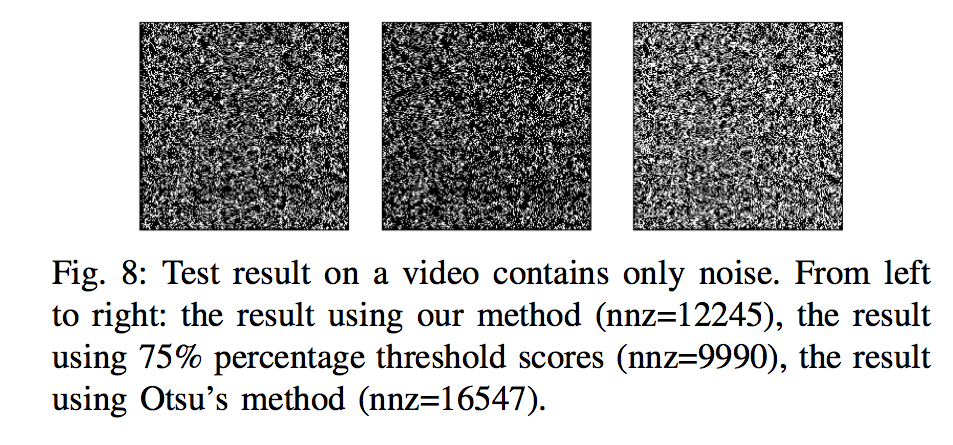 Fig. 8: Test result on a video contains only noise. From left
to right: the result using our method (nnz=12245), the result
using 75% percentage threshold scores (nnz=9990), the result
using Otsu’s method (nnz=16547).